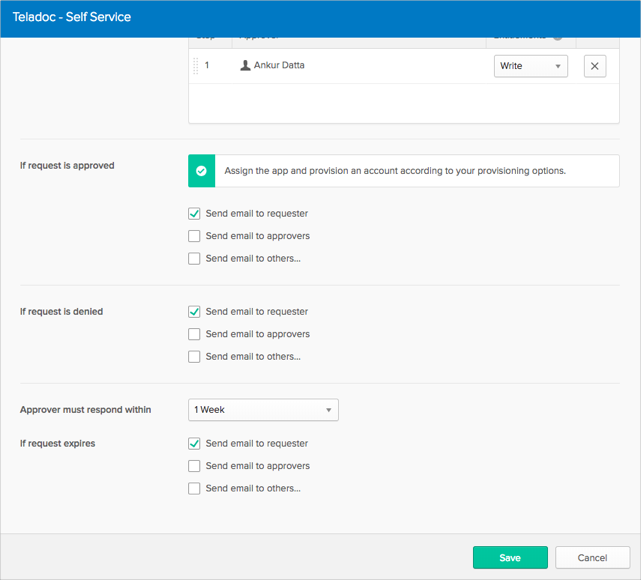 Teladoc - Self Service
1 Ankur Datta Write
If request is approved
Assign the app and provision an account according to your provisioning options.
Send email to requester
Send email to approvers
Send email to others...
If request is denied
Send email to requester
Send email to approvers
Send email to others...
Approver must respond within 1 Week
If request expires
Send email to requester
Send email to approvers
Send email to others...
Save Cancel